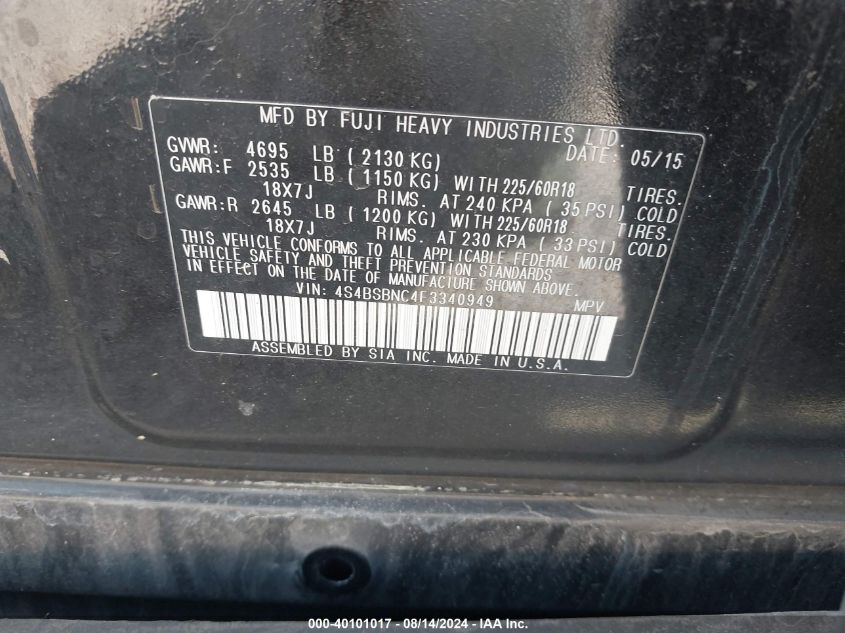 MFD BY FUJI HEAVY INDUSTRIES LTD.
GVWR: 4695 LB ( 2130 KG) DATE: 05/15
GAWR:F 2535 LB ( 1150 KG) WITH 225/60R18 TIRES.
18X7J RIMS. AT 240 KPA ( 35 PSI) COLD
GAWR:R 2645 LB ( 1200 KG) WITH 225/60R18 TIRES.
18X7J RIMS. AT 230 KPA ( 33 PSI) COLD
THIS VEHICLE CONFORMS TO ALL APPLICABLE FEDERAL MOTOR
VEHICLE SAFETY AND THEFT PREVENTION STANDARDS
IN EFFECT ON THE DATE OF MANUFACTURE SHOWN ABOVE.
VIN: 4S4BSBNC4F3340949 MPV
ASSEMBLED BY SIA INC. MADE IN U.S.A.
000-40101017 - 08/14/2024 - IAA Inc.